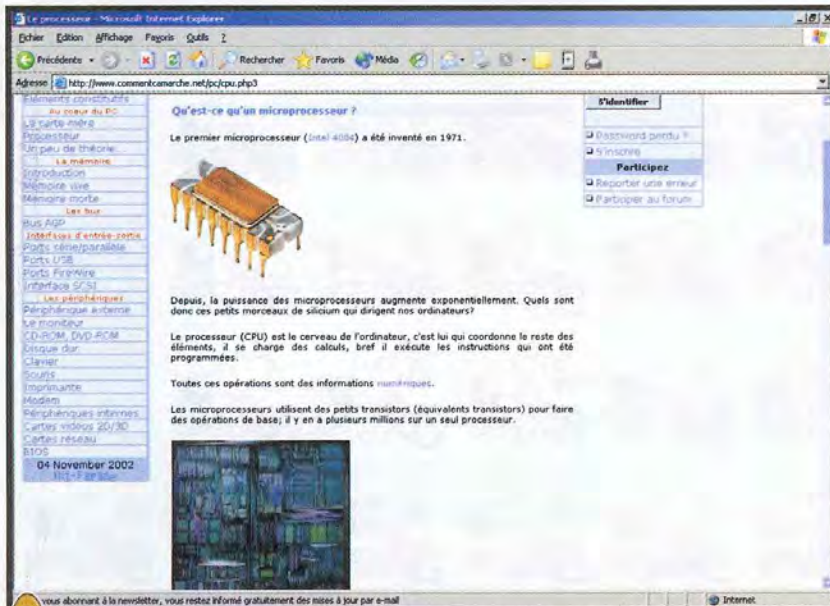 Le processeur - Microsoft Internet Explorer
Fichier Edition Affichage Favoris Outils ?
Précédente Rechercher Favoris Média
Adresse http://www.commentcamarche.net/pc/cpu.php3
Eléments constitutifs
Au coeur du PC
La carte-mère
Processeur
Un peu de théorie
La mémoire
Introduction
Mémoire vive
Mémoire morte
Les bus
Bus AGP
Interfaces d'entrée-sortie
Ports série/parallèle
Ports USB
Ports FireWire
Interface SCSI
Les périphériques
Périphérique externe
Le moniteur
CD-ROM, DVD-ROM
Disque dur
Clavier
Souris
Imprimante
Modem
Périphériques internes
Cartes vidéos 2D/3D
Cartes réseau
BIOS
04 November 2002
Qu'est-ce qu'un microprocesseur ?
Le premier microprocesseur (Intel 4004) a été inventé en 1971.
Depuis, la puissance des microprocesseurs augmente exponentiellement. Quels sont
donc ces petits morceaux de silicium qui dirigent nos ordinateurs?
Le processeur (CPU) est le cerveau de l'ordinateur, c'est lui qui coordonne le reste des
éléments, il se charge des calculs, bref il exécute les instructions qui ont été
programmées.
Toutes ces opérations sont des informations numériques.
Les microprocesseurs utilisent des petits transistors (équivalents transistors) pour faire
des opérations de base; il y en a plusieurs millions sur un seul processeur.
S'identifier
Password perdu ?
S'inscrire
Participez
Reporter une erreur
Participer au forum
vous abonnant à la newsletter, vous restez informé gratuitement des mises à jour par e-mail
Internet